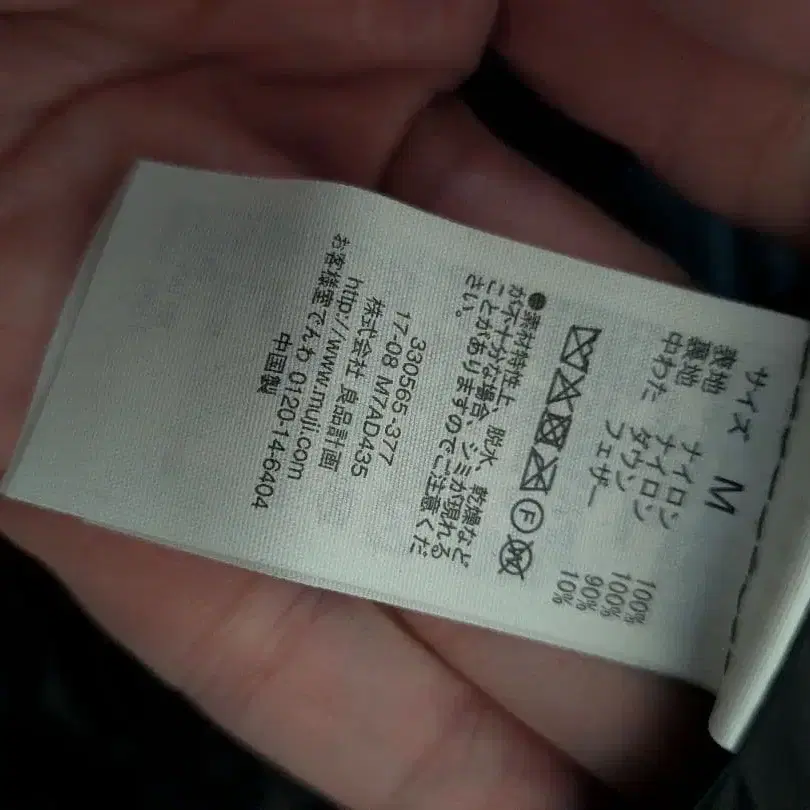 サイズ M
表地 ナイロン 100%
裏地 ナイロン 100%
中わた ダウン 90%
フェザー 10%
●素材特性上、脱水、乾燥など
が不十分な場合、シミが現れる
ことがありますのでご注意くだ
さい。
330565-377
17-08 M7AD435
株式会社 良品計画
http://www.muji.com
お客様室でんわ 0120-14-6404
中国製